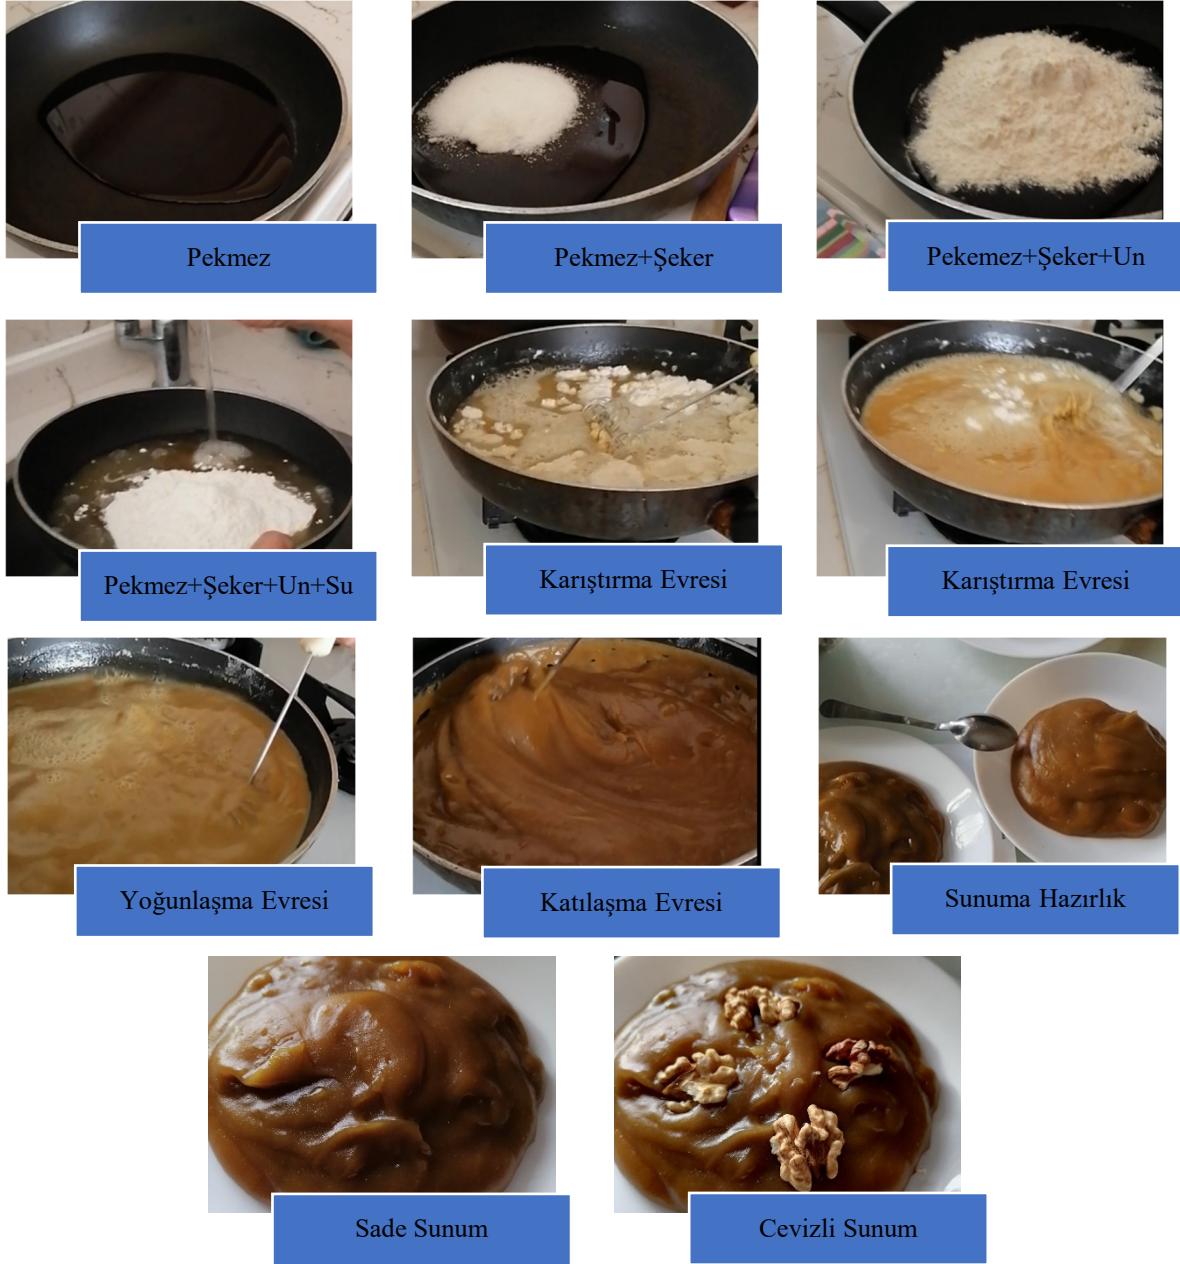 Pekmez
Pekmez+Şeker
Pekemez+Şeker+Un
Pekmez+Şeker+Un+Su
Karıştırma Evresi
Karıştırma Evresi
Yoğunlaşma Evresi
Katılaşma Evresi
Sunuma Hazırlık
Sade Sunum
Cevizli Sunum